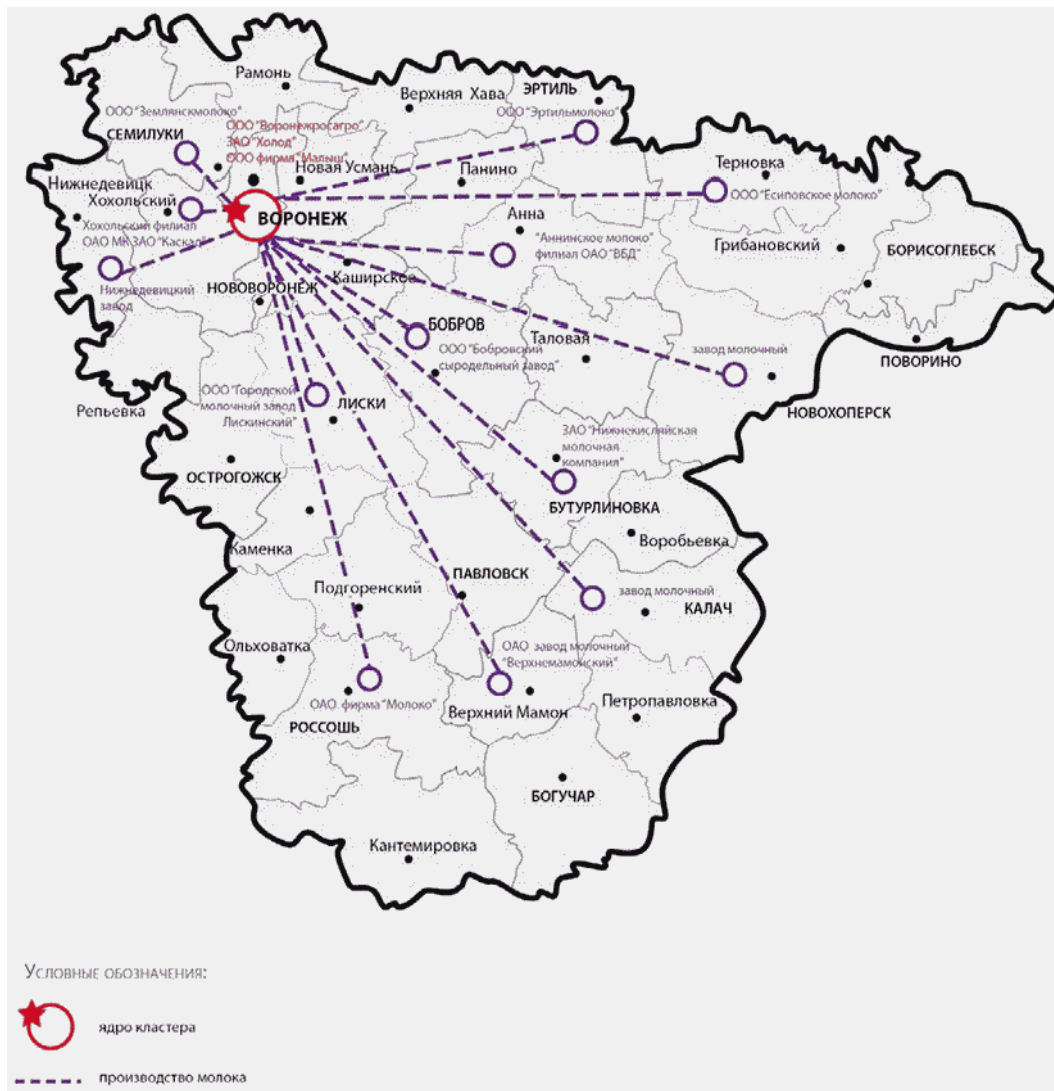 Рамонь
Верхняя Хава
ЭРТИЛЬ
ООО "Землянскмолоко"
ООО "Эртильмолоко"
СЕМИЛУКИ
ООО "Воронежросагро"
ЗАО "Холод"
ООО фирма "Малыш"
Новая Усмань
Панино
Терновка
ООО "Есиповское молоко"
Нижнедевицк
Хохольский
ВОРОНЕЖ
Хохольский филиал
ОАО МК ЗАО "Каскад"
Анна
"Аннинское молоко"
филиал ОАО "ВБД"
Грибановский
БОРИСОГЛЕБСК
Нижнедевицкий
завод
НОВОВОРОНЕЖ
Каширское
БОБРОВ
ООО "Бобровский
сыродельный завод"
Таловая
завод молочный
ПОВОРИНО
НОВОХОПЕРСК
Репьевка
ООО "Городской
молочный завод
Лискинский"
ЛИСКИ
ЗАО "Нижнекисляйская
молочная
компания"
ОСТРОГОЖСК
БУТУРЛИНОВКА
Воробьевка
Каменка
Подгоренский
ПАВЛОВСК
завод молочный
КАЛАЧ
Ольховатка
ОАО завод молочный
"Верхнемамонский"
ОАО фирма "Молоко"
РОССОШЬ
Верхний Мамон
Петропавловка
БОГУЧАР
Кантемировка
Условные обозначения:
ядро кластера
производство молока